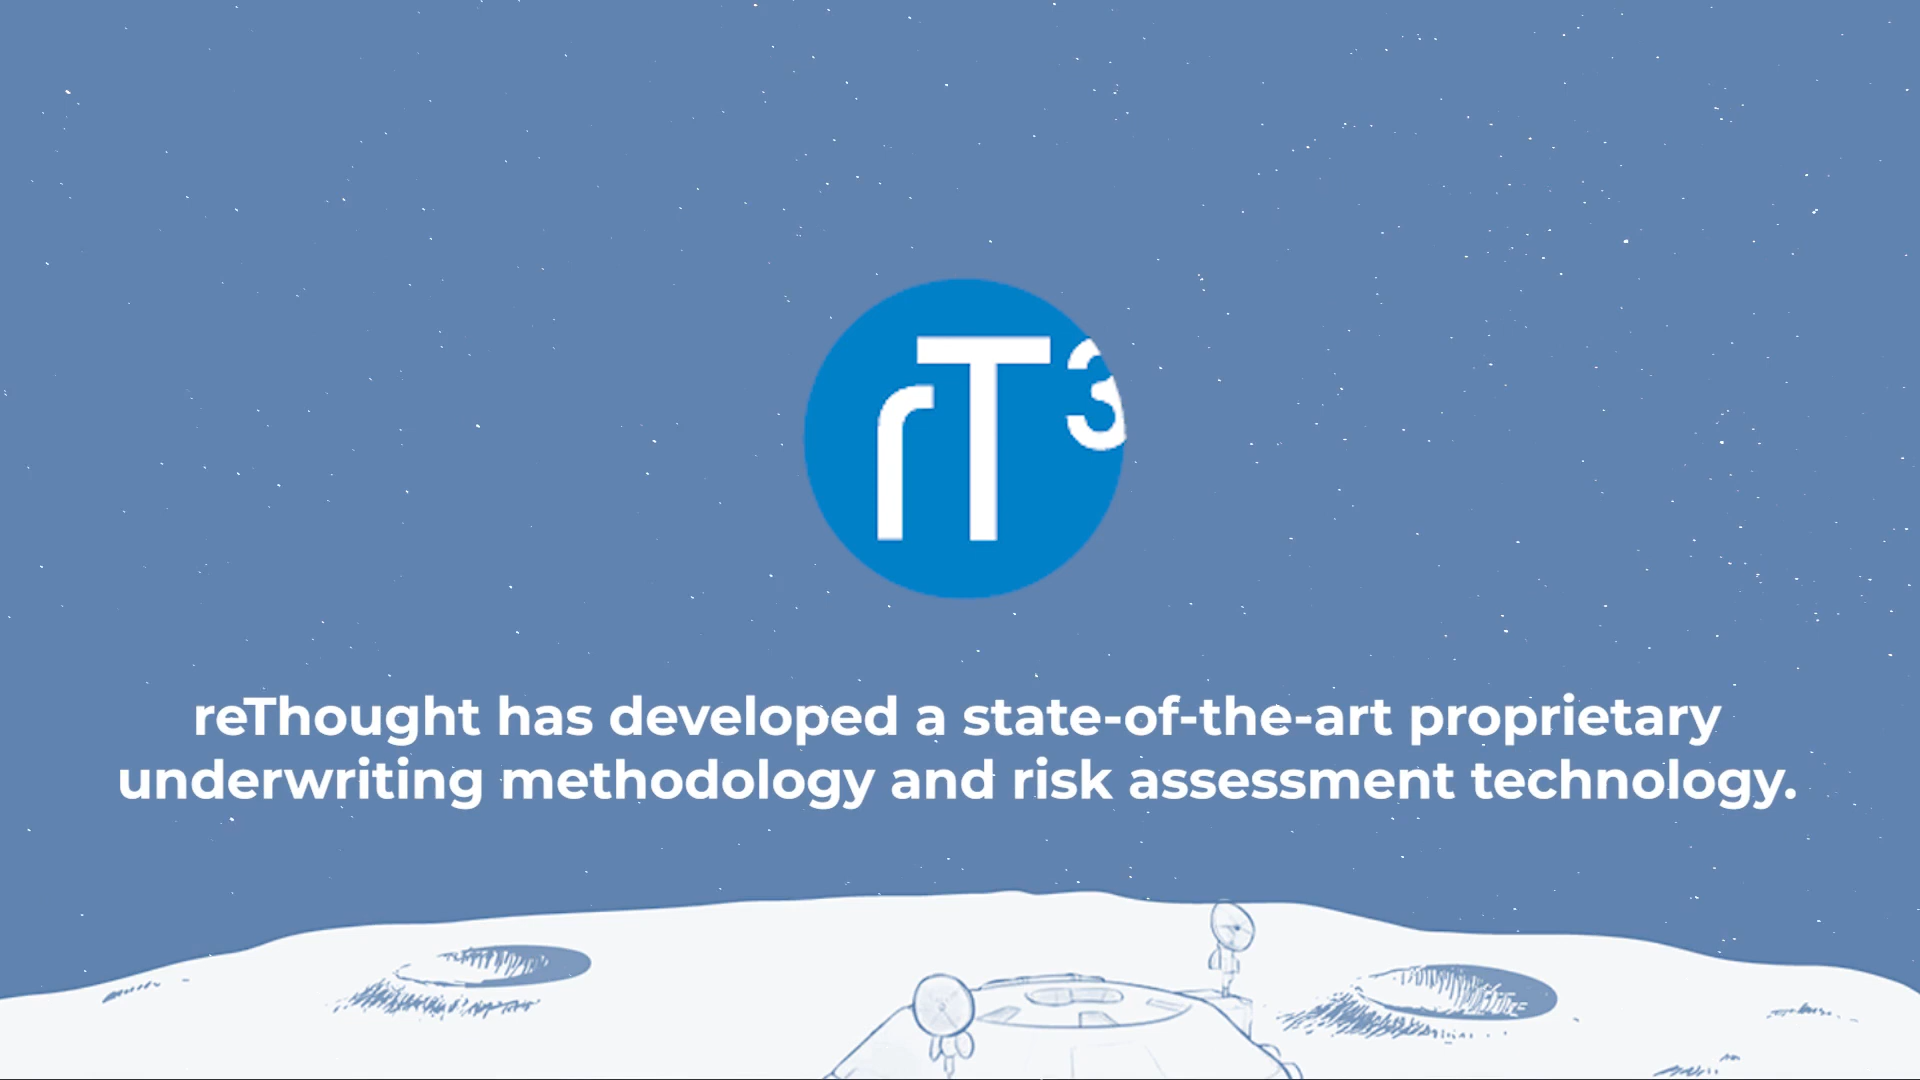 rT3
reThought has developed a state-of-the-art proprietary
underwriting methodology and risk assessment technology.